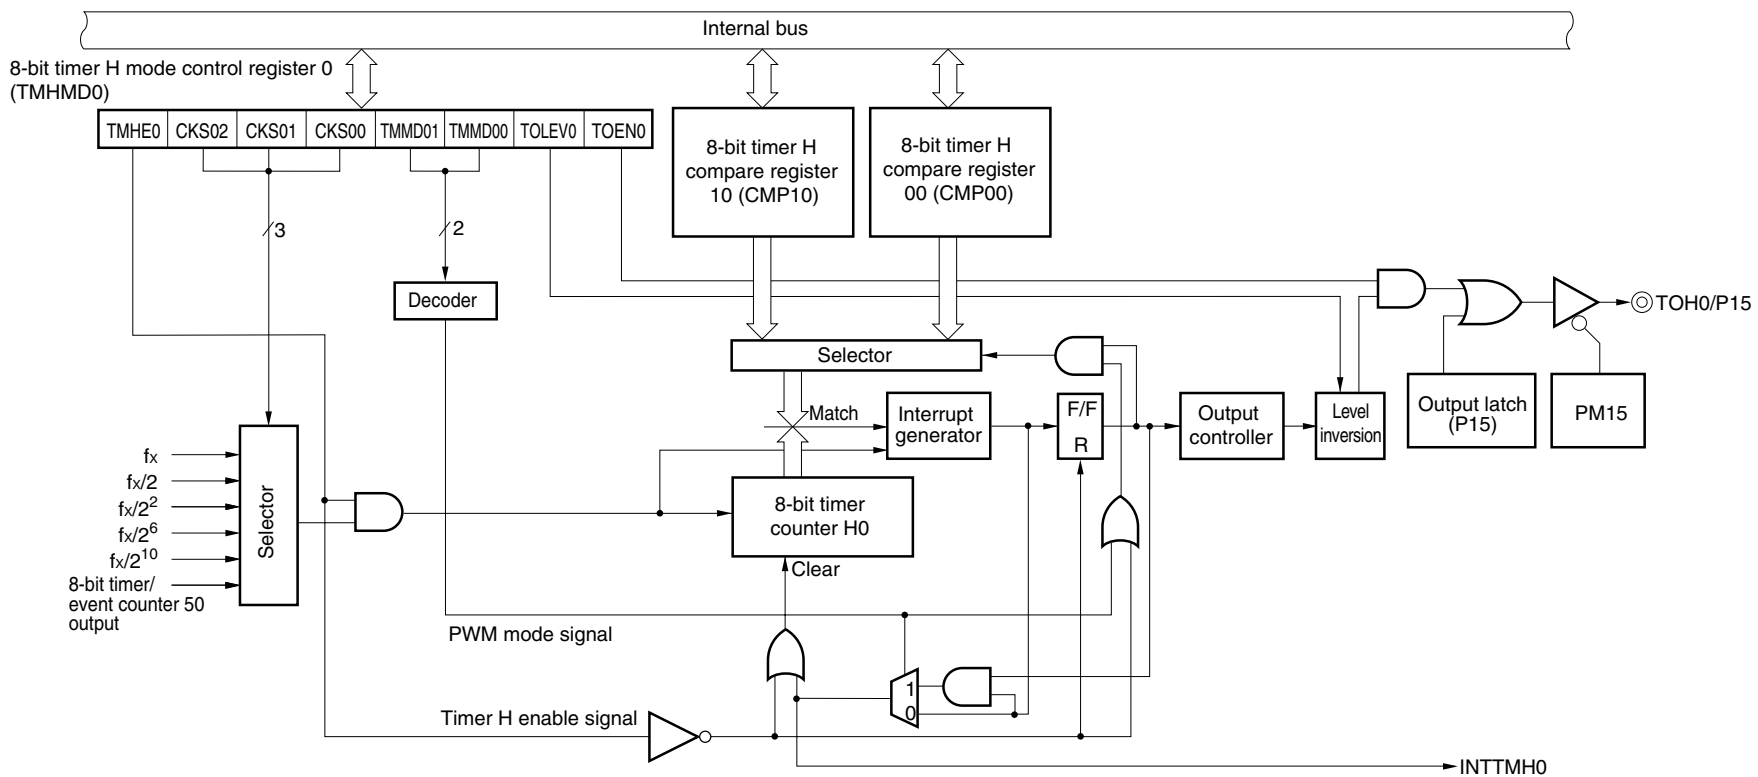 Internal bus
8-bit timer H mode control register 0
(TMHMD0)
TMHE0 CKS02 CKS01 CKS00 TMMD01 TMMD00 TOLEV0 TOEN0
8-bit timer H
compare register
10 (CMP10)
8-bit timer H
compare register
00 (CMP00)
3
2
Decoder
TOH0/P15
Selector
Match
Interrupt
generator
F/F
R
Output
controller
Level
inversion
Output latch
(P15)
PM15
fX
fX/2
fX/2²
fX/2⁶
fX/2¹⁰
8-bit timer/
event counter 50
output
Selector
8-bit timer
counter H0
Clear
PWM mode signal
1
0
Timer H enable signal
INTTMH0